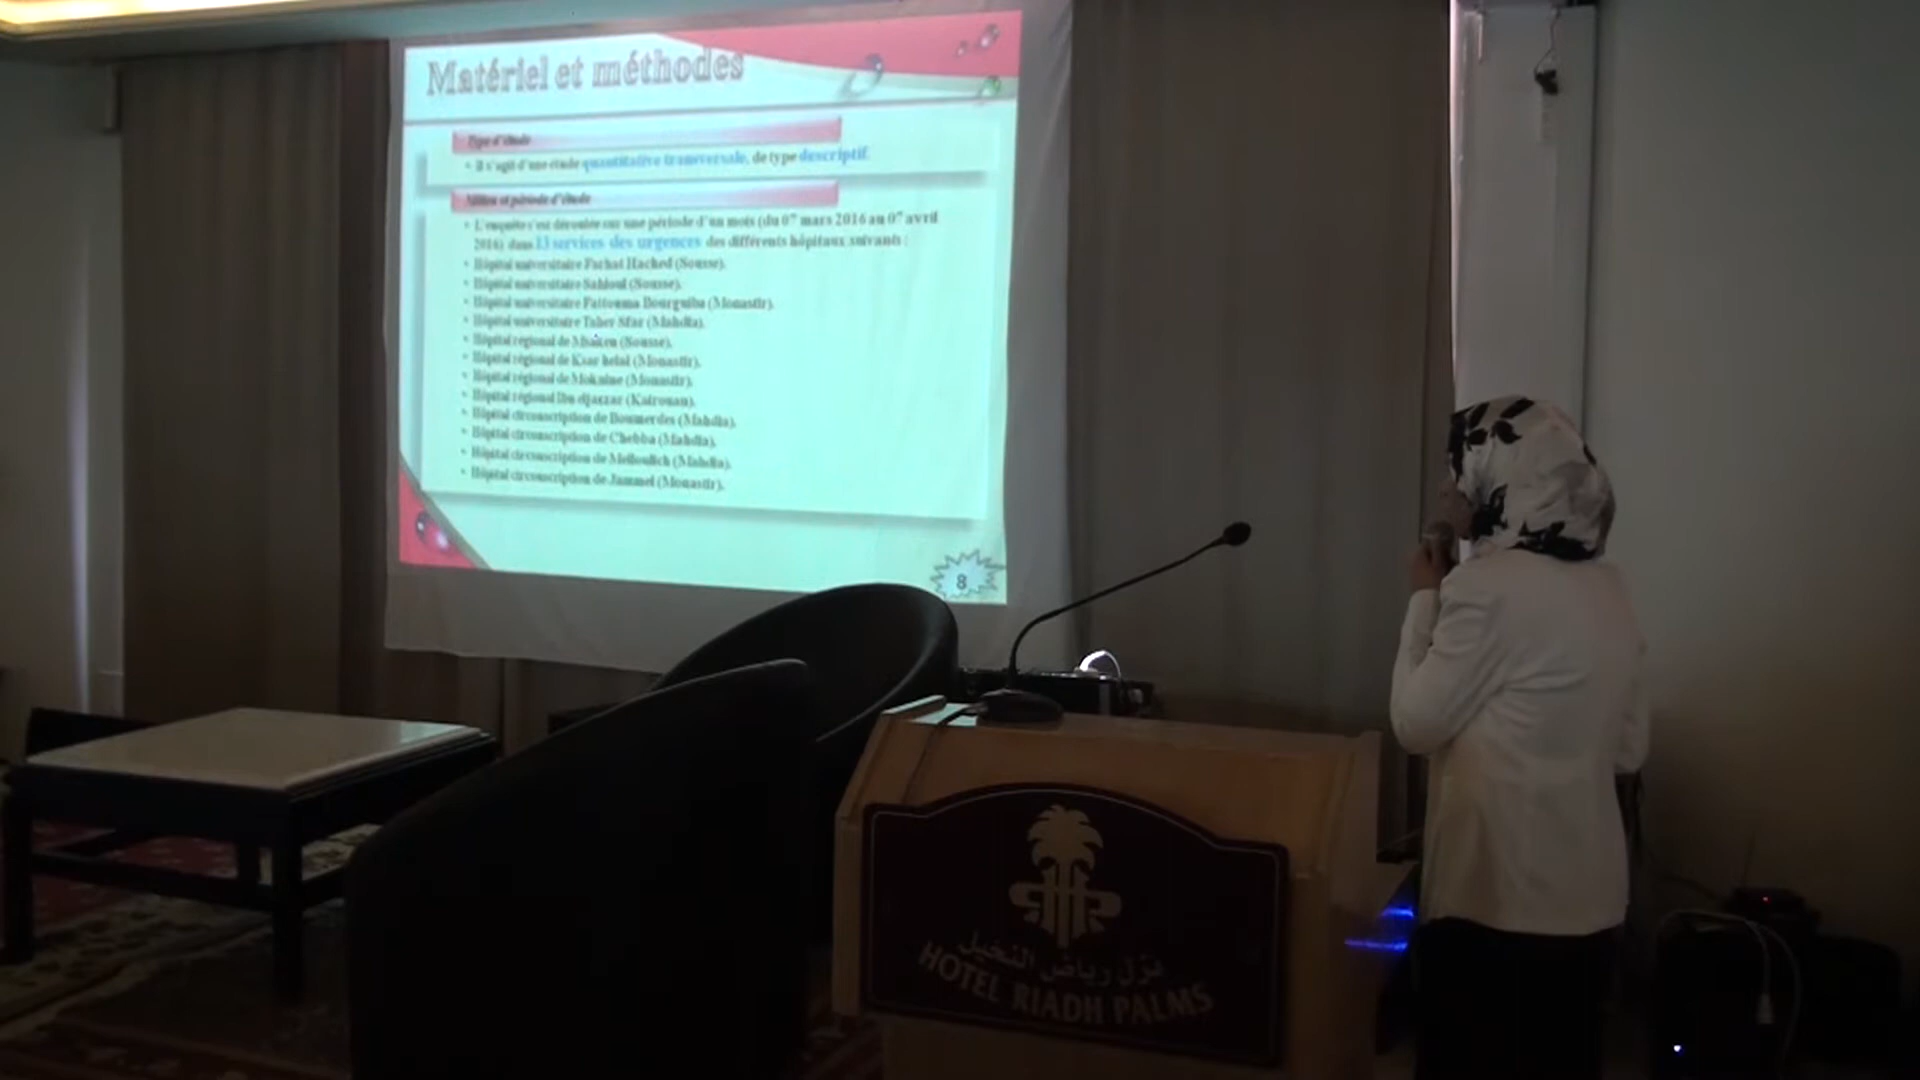 Matériel et méthodes
Type d'étude
• Il s'agit d'une étude quantitative transversale, de type descriptif.
Milieu et période d'étude
• L'enquête s'est déroulée sur une période d'un mois (du 07 mars 2016 au 07 avril
2016) dans 13 services des urgences des différents hôpitaux suivants :
• Hôpital universitaire Farhat Hached (Sousse).
• Hôpital universitaire Sahloul (Sousse).
• Hôpital universitaire Fattouma Bourguiba (Monastir).
• Hôpital universitaire Taher Sfar (Mahdia).
• Hôpital régional de Msaken (Sousse).
• Hôpital régional de Ksar helal (Monastir).
• Hôpital régional de Moknine (Monastir).
• Hôpital régional Ibn djazzar (Kairouan).
• Hôpital circonscription de Boumerdes (Mahdia).
• Hôpital circonscription de Chebba (Mahdia).
• Hôpital circonscription de Melloulich (Mahdia).
• Hôpital circonscription de Jammel (Monastir).
8
نزل رياض النخيل
HOTEL RIADH PALMS